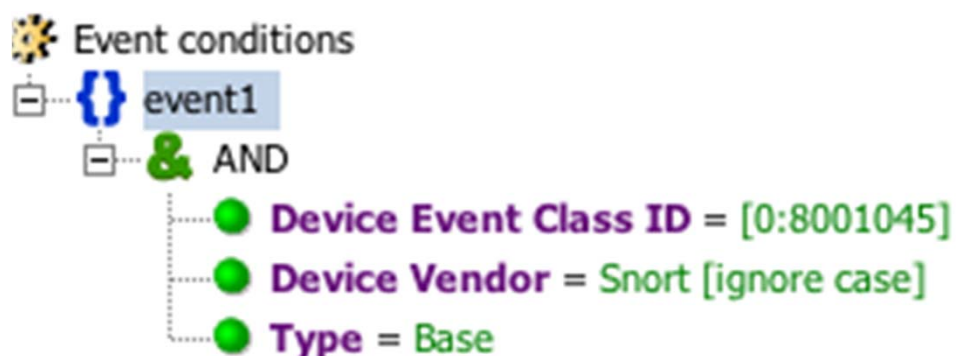 Event conditions
{} event1
& AND
Device Event Class ID = [0:8001045]
Device Vendor = Snort [ignore case]
Type = Base